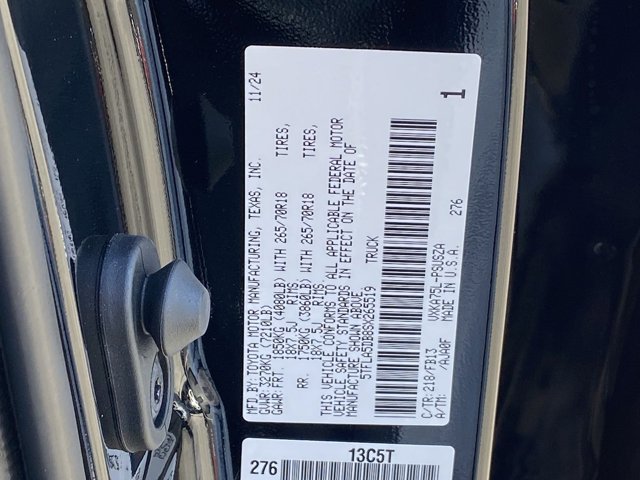 MFD.BY:TOYOTA MOTOR MANUFACTURING, TEXAS, INC. 11/24
GVWR:3270KG (7210LB)
GAWR: FRT. 1850KG (4080LB) WITH 265/70R18 TIRES,
18X7.5J RIMS
RR. 1750KG (3860LB) WITH 265/70R18 TIRES,
18X7.5J RIMS
THIS VEHICLE CONFORMS TO ALL APPLICABLE FEDERAL MOTOR
VEHICLE SAFETY STANDARDS IN EFFECT ON THE DATE OF
MANUFACTURE SHOWN ABOVE.
5TFLA5DB8SX265519 TRUCK
C/TR:218/FB13 VXKA75L-PSUSZA 276
A/TM: /AJA0F MADE IN U.S.A. 1
276 13C5T